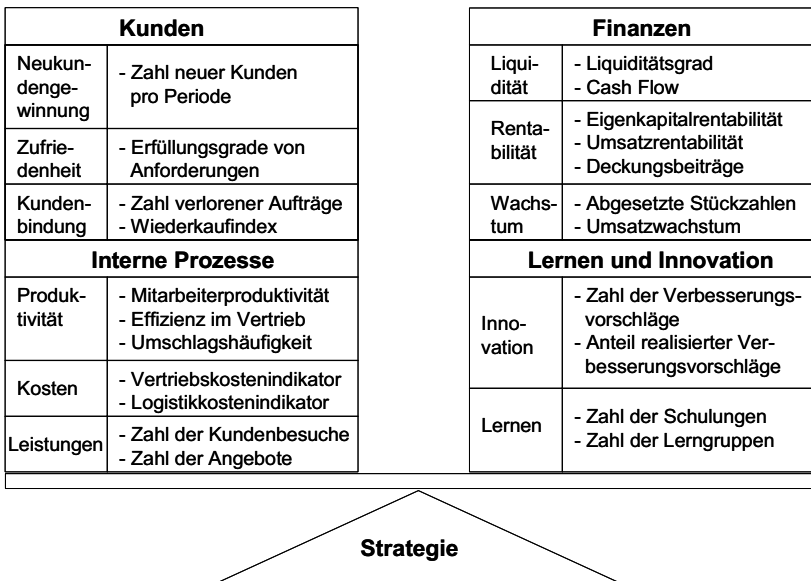 Kunden
Neukun-
dende-
winnung
- Zahl neuer Kunden
pro Periode
Zufrie-
denheit
- Erfüllungsgrade von
Anforderungen
Kunden-
bindung
- Zahl verlorener Aufträge
- Wiederkaufindex
Interne Prozesse
Produk-
tivität
- Mitarbeiterproduktivität
- Effizienz im Vertrieb
- Umschlagshäufigkeit
Kosten
- Vertriebskostenindikator
- Logistikkostenindikator
Leistungen
- Zahl der Kundenbesuche
- Zahl der Angebote
Finanzen
Liqui-
dität
- Liquiditätsgrad
- Cash Flow
Renta-
bilität
- Eigenkapitalrentabilität
- Umsatzrentabilität
- Deckungsbeiträge
Wachs-
tum
- Abgesetzte Stückzahlen
- Umsatzwachstum
Lernen und Innovation
Inno-
vation
- Zahl der Verbesserungs-
vorschläge
- Anteil realisierter Ver-
besserungsvorschläge
Lernen
- Zahl der Schulungen
- Zahl der Lerngruppen
Strategie